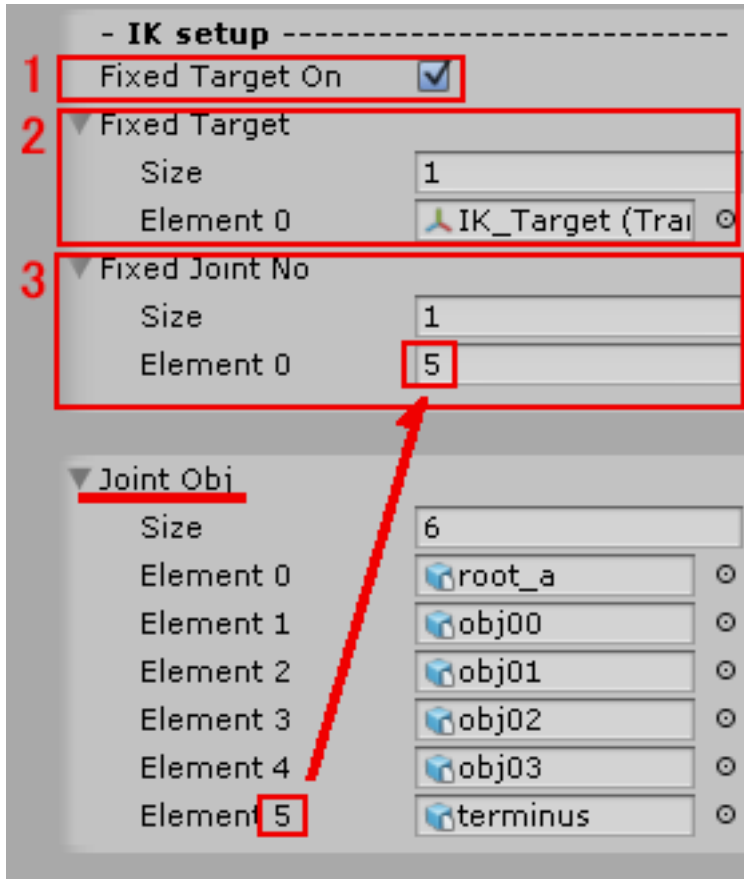 - IK setup ---------------------------
1 Fixed Target On
2 Fixed Target
Size 1
Element 0 IK_Target (Tra
3 Fixed Joint No
Size 1
Element 0 5
Joint Obj
Size 6
Element 0 root_a
Element 1 obj00
Element 2 obj01
Element 3 obj02
Element 4 obj03
Element 5 terminus